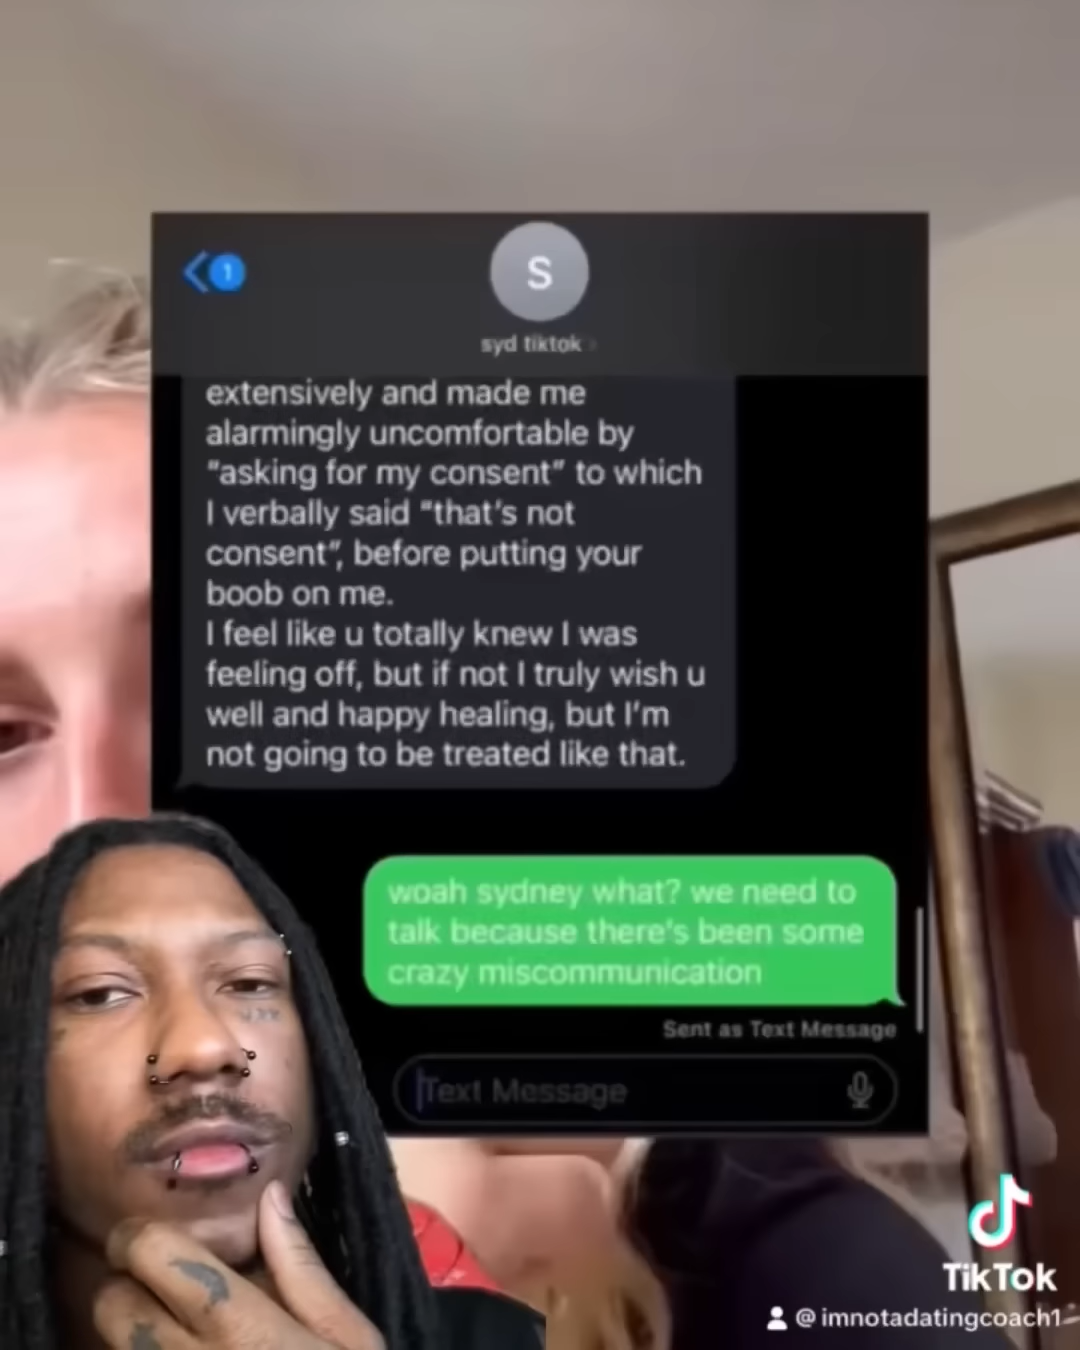 1
S
syd tiktok
extensively and made me
alarmingly uncomfortable by
“asking for my consent” to which
I verbally said “that’s not
consent”, before putting your
boob on me.
I feel like u totally knew I was
feeling off, but if not I truly wish u
well and happy healing, but I’m
not going to be treated like that.
woah sydney what? we need to
talk because there’s been some
crazy miscommunication
Sent as Text Message
Text Message
TikTok
@imnotadatingcoach1